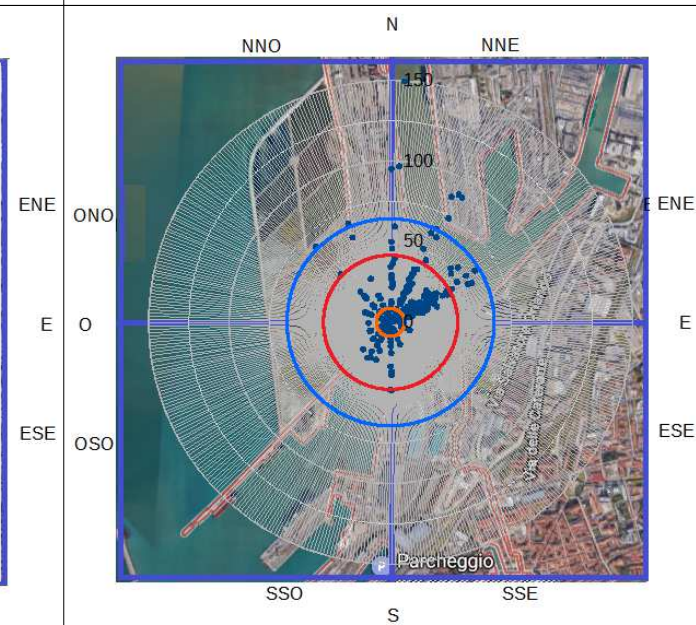 N
NNO
NNE
150
100
ENE
ONO
ENE
50
E
O
0
E
ESE
OSO
ESE
Parcheggio
SSO
SSE
S